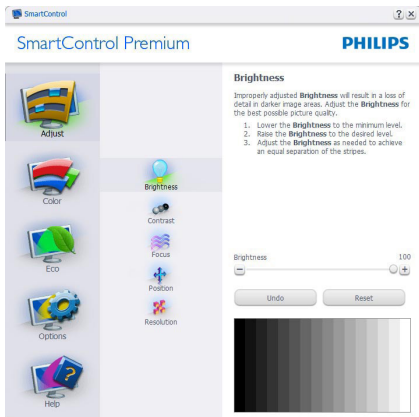 SmartControl
SmartControl Premium
PHILIPS
Adjust
Color
Eco
Options
Help
Brightness
Contrast
Focus
Position
Resolution
Brightness
Improperly adjusted Brightness will result in a loss of
detail in darker image areas. Adjust the Brightness for
the best possible picture quality.
1. Lower the Brightness to the minimum level.
2. Raise the Brightness to the desired level.
3. Adjust the Brightness as needed to achieve
an equal separation of the stripes.
Brightness 100
Undo Reset